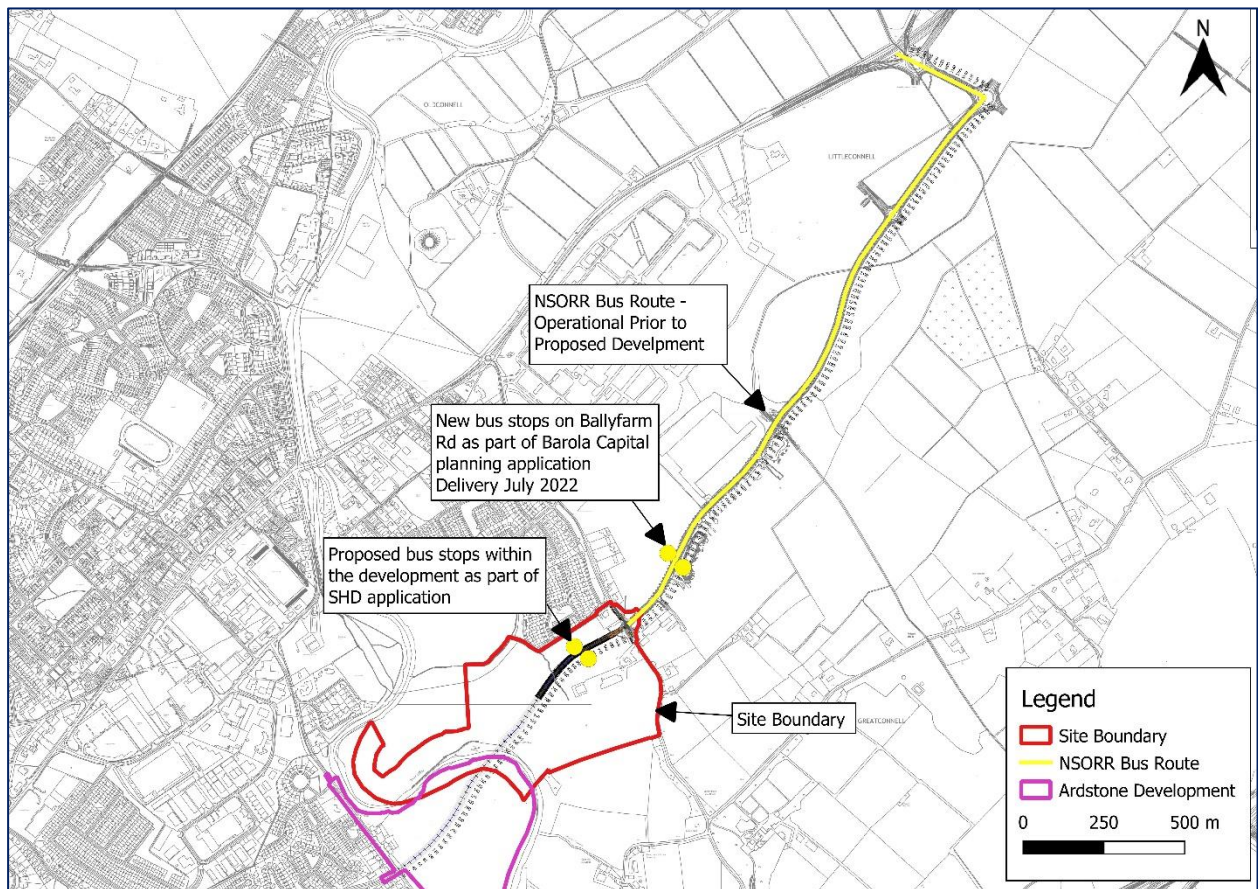 N
OLDCONNELL
LITTLECONNELL
NSORR Bus Route -
Operational Prior to
Proposed Develpment
New bus stops on Ballyfarm
Rd as part of Barola Capital
planning application
Delivery July 2022
Proposed bus stops within
the development as part of
SHD application
Site Boundary
GREATCONNELL
Legend
Site Boundary
NSORR Bus Route
Ardstone Development
0 250 500 m